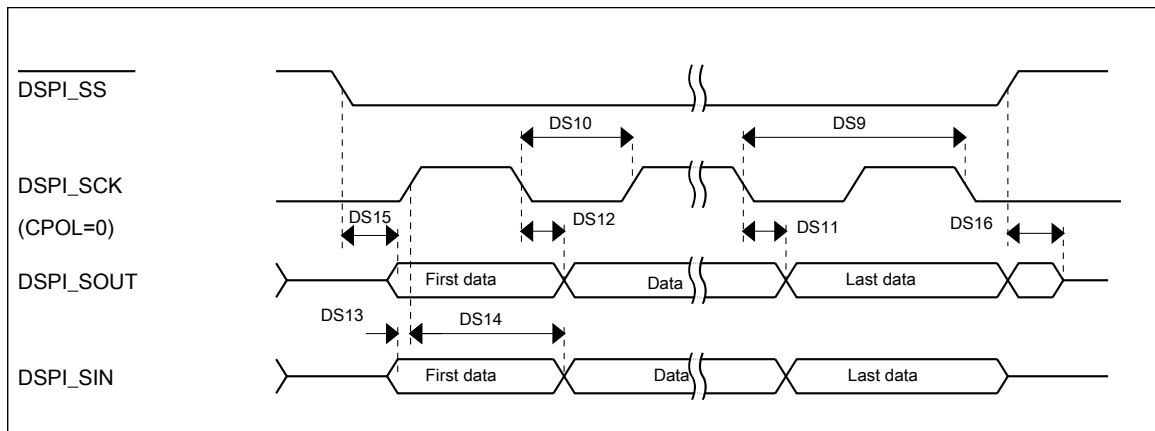 DSPI_SS
DS10
DS9
DSPI_SCK
DS15
DS12
DS11
DS16
(CPOL=0)
DSPI_SOUT
First data
Data
Last data
DS13
DS14
DSPI_SIN
First data
Data
Last data